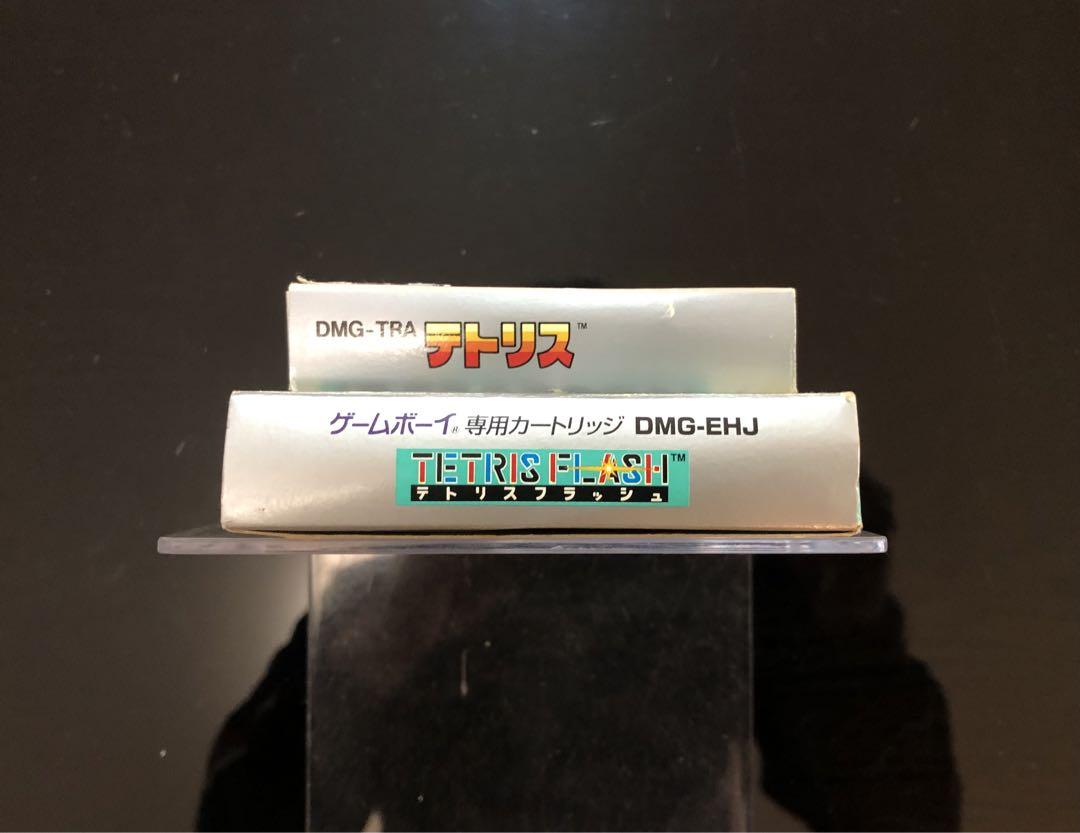 DMG-TRA テトリス™
ゲームボーイ® 専用カートリッジ DMG-EHJ
TETRIS FLASH™
テトリスフラッシュ